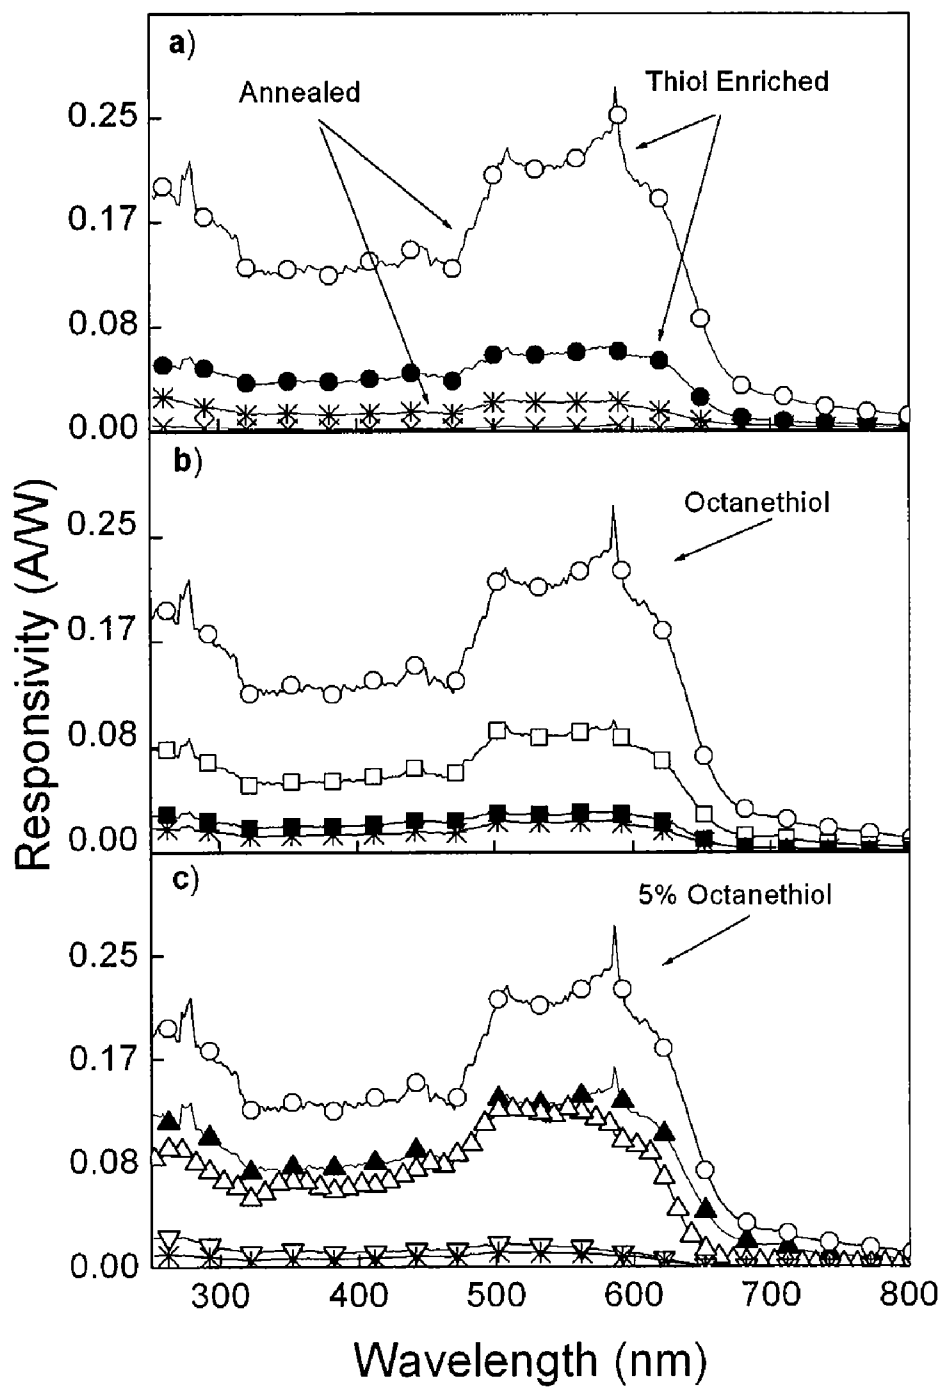 a)
Annealed
Thiol Enriched
0.25
0.17
0.08
0.00
b)
Octanethiol
0.25
0.17
0.08
0.00
Responsivity (A/W)
c)
5% Octanethiol
0.25
0.17
0.08
0.00
300 400 500 600 700 800
Wavelength (nm)